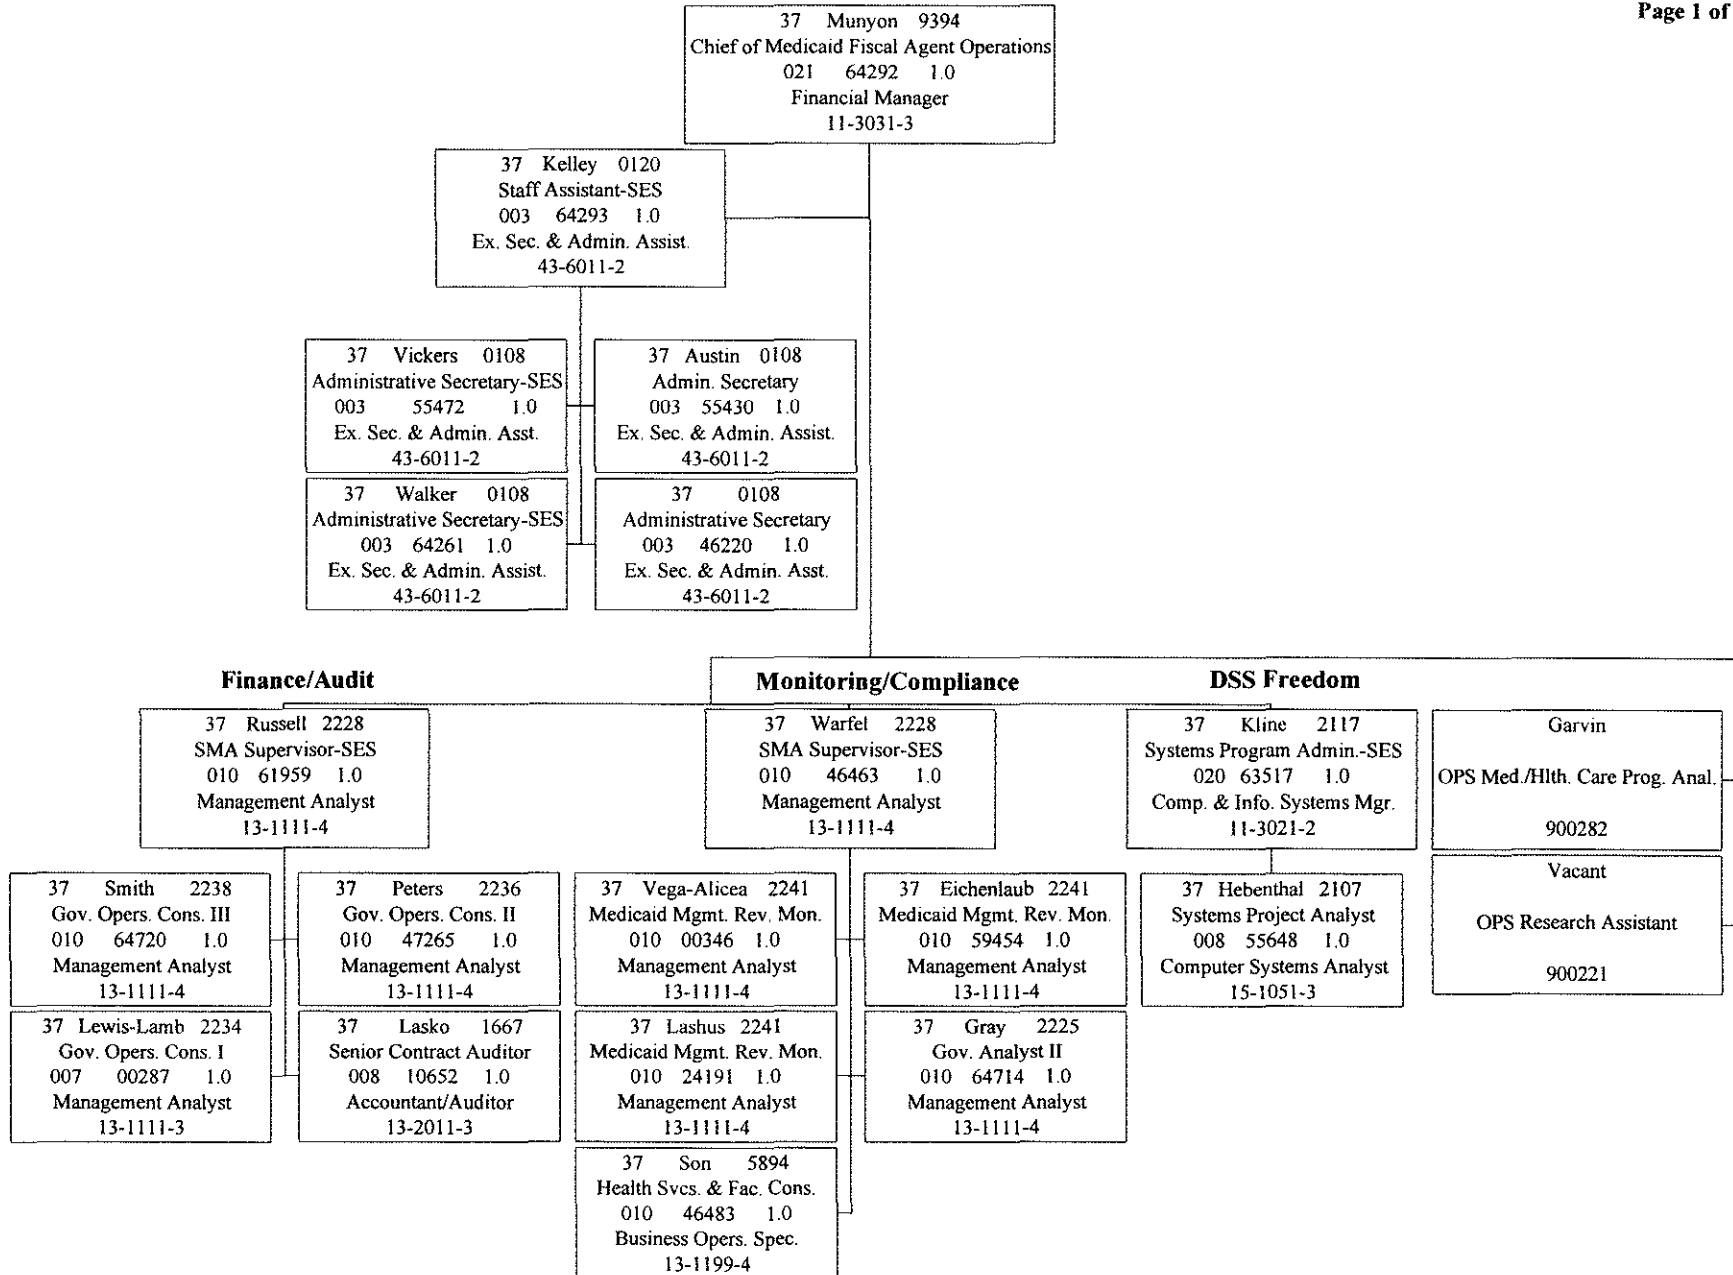 Page 1 of
37 Munyon 9394
Chief of Medicaid Fiscal Agent Operations
021 64292 1.0
Financial Manager
11-3031-3
37 Kelley 0120
Staff Assistant-SES
003 64293 1.0
Ex. Sec. & Admin. Assist.
43-6011-2
37 Vickers 0108
Administrative Secretary-SES
003 55472 1.0
Ex. Sec. & Admin. Asst.
43-6011-2
37 Austin 0108
Admin. Secretary
003 55430 1.0
Ex. Sec. & Admin. Assist.
43-6011-2
37 Walker 0108
Administrative Secretary-SES
003 64261 1.0
Ex. Sec. & Admin. Assist.
43-6011-2
37 0108
Administrative Secretary
003 46220 1.0
Ex. Sec. & Admin. Asst.
43-6011-2
Finance/Audit
Monitoring/Compliance
DSS Freedom
37 Russell 2228
SMA Supervisor-SES
010 61959 1.0
Management Analyst
13-1111-4
37 Warfel 2228
SMA Supervisor-SES
010 46463 1.0
Management Analyst
13-1111-4
37 Kline 2117
Systems Program Admin.-SES
020 63517 1.0
Comp. & Info. Systems Mgr.
11-3021-2
Garvin
OPS Med./Hlth. Care Prog. Anal.
900282
37 Smith 2238
Gov. Opers. Cons. III
010 64720 1.0
Management Analyst
13-1111-4
37 Peters 2236
Gov. Opers. Cons. II
010 47265 1.0
Management Analyst
13-1111-4
37 Vega-Alicea 2241
Medicaid Mgmt. Rev. Mon.
010 00346 1.0
Management Analyst
13-1111-4
37 Eichenlaub 2241
Medicaid Mgmt. Rev. Mon.
010 59454 1.0
Management Analyst
13-1111-4
37 Hebenthal 2107
Systems Project Analyst
008 55648 1.0
Computer Systems Analyst
15-1051-3
Vacant
OPS Research Assistant
900221
37 Lewis-Lamb 2234
Gov. Opers. Cons. I
007 00287 1.0
Management Analyst
13-1111-3
37 Lasko 1667
Senior Contract Auditor
008 10652 1.0
Accountant/Auditor
13-2011-3
37 Lashus 2241
Medicaid Mgmt. Rev. Mon.
010 24191 1.0
Management Analyst
13-1111-4
37 Gray 2225
Gov. Analyst II
010 64714 1.0
Management Analyst
13-1111-4
37 Son 5894
Health Svcs. & Fac. Cons.
010 46483 1.0
Business Opers. Spec.
13-1199-4